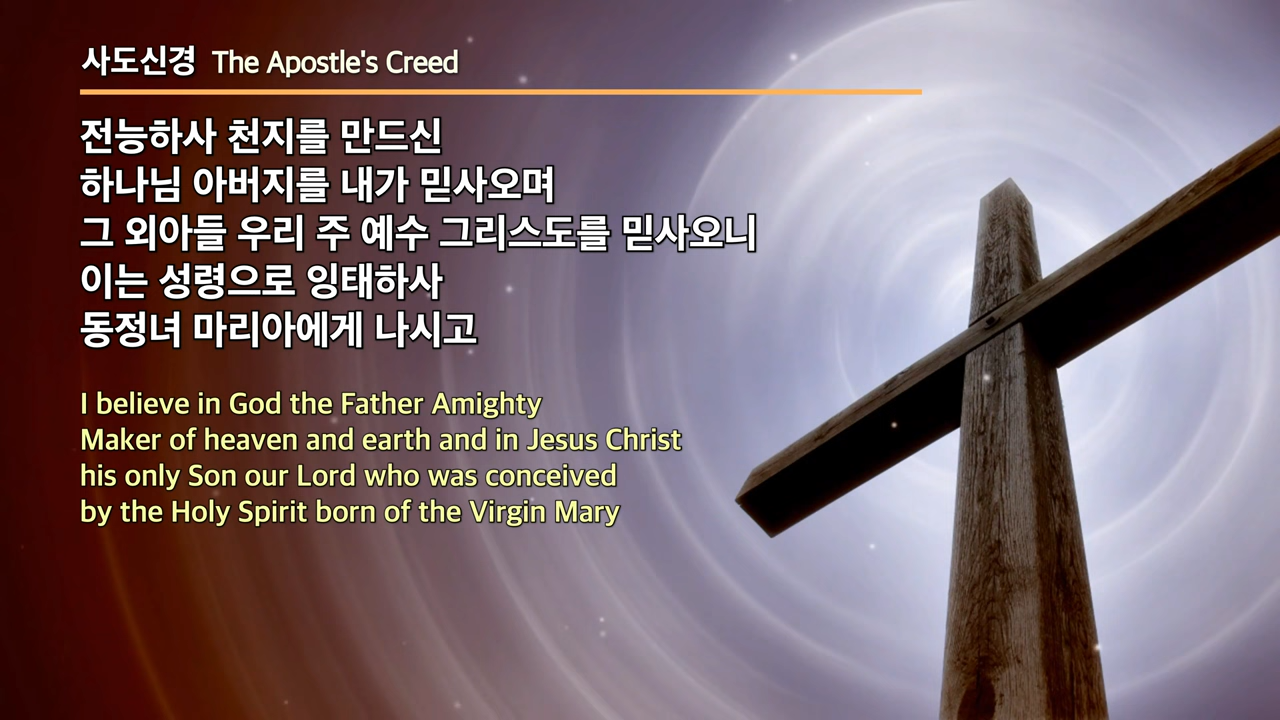 사도신경 The Apostle's Creed
전능하사 천지를 만드신
하나님 아버지를 내가 믿사오며
그 외아들 우리 주 예수 그리스도를 믿사오니
이는 성령으로 잉태하사
동정녀 마리아에게 나시고
I believe in God the Father Amighty
Maker of heaven and earth and in Jesus Christ
his only Son our Lord who was conceived
by the Holy Spirit born of the Virgin Mary